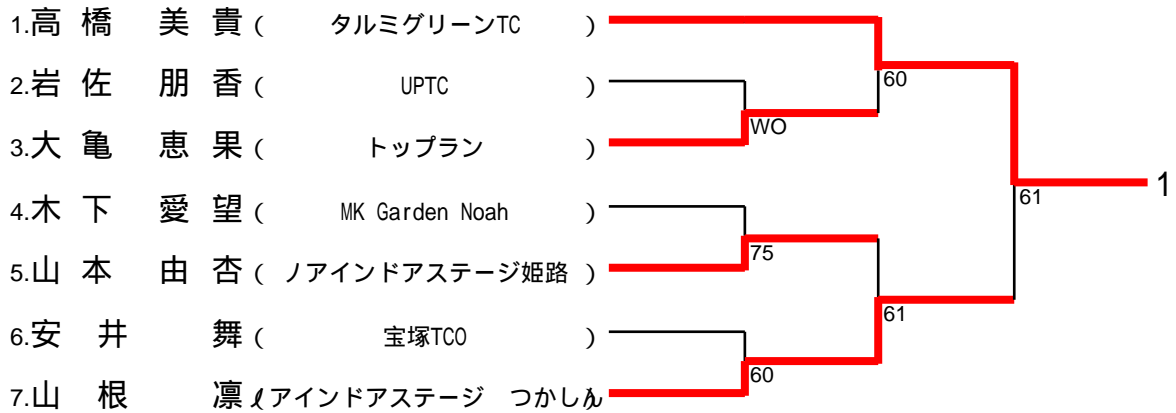 1.高橋 美貴( タルミグリーンTC )
2.岩佐 朋香( UPTC )
3.大亀 恵果( トップラン )
4.木下 愛望( MK Garden Noah )
5.山本 由杏( ノアインドアステージ姫路 )
6.安井 舞( 宝塚TCO )
7.山根 凛 アインドアステージ つかしん
60
WO
75
61
60
61
1